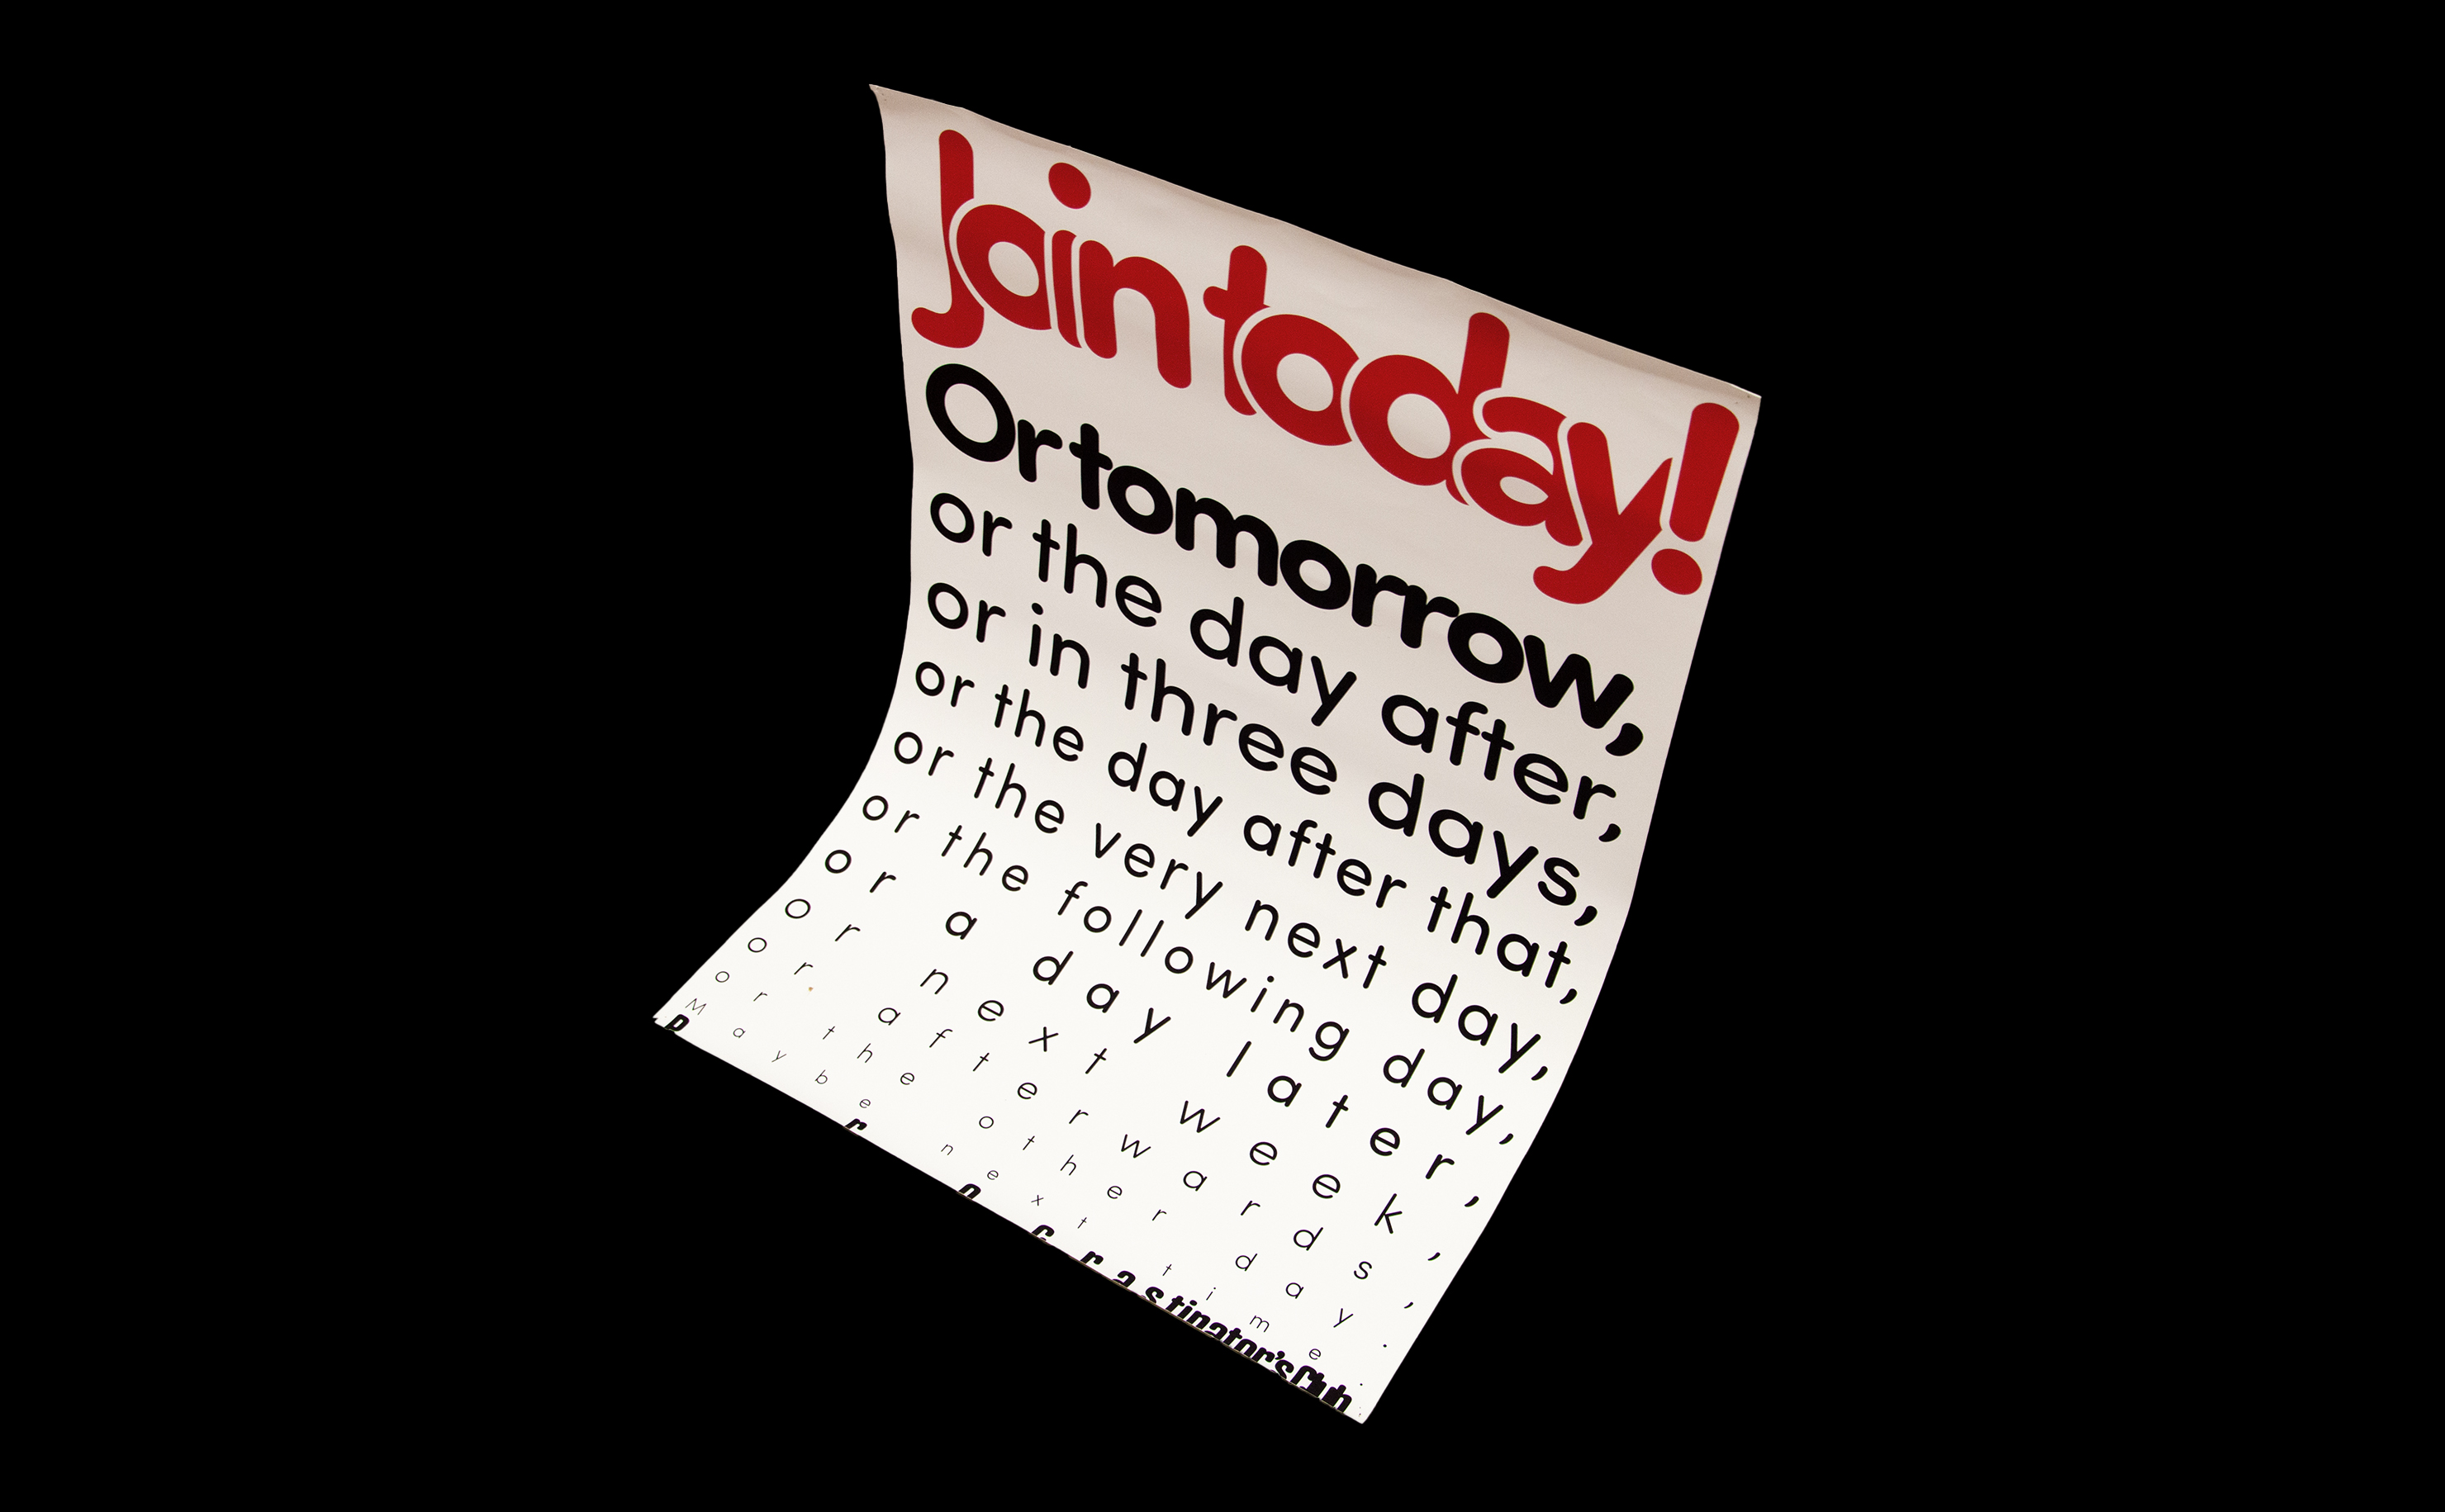 Join today!
Or tomorrow,
or the day after,
or in three days,
or the day after that,
or the very next day,
or the following day,
or a day later,
or next week,
or afterwards,
or the other day.
Maybe next time.
Procrastinator's Club